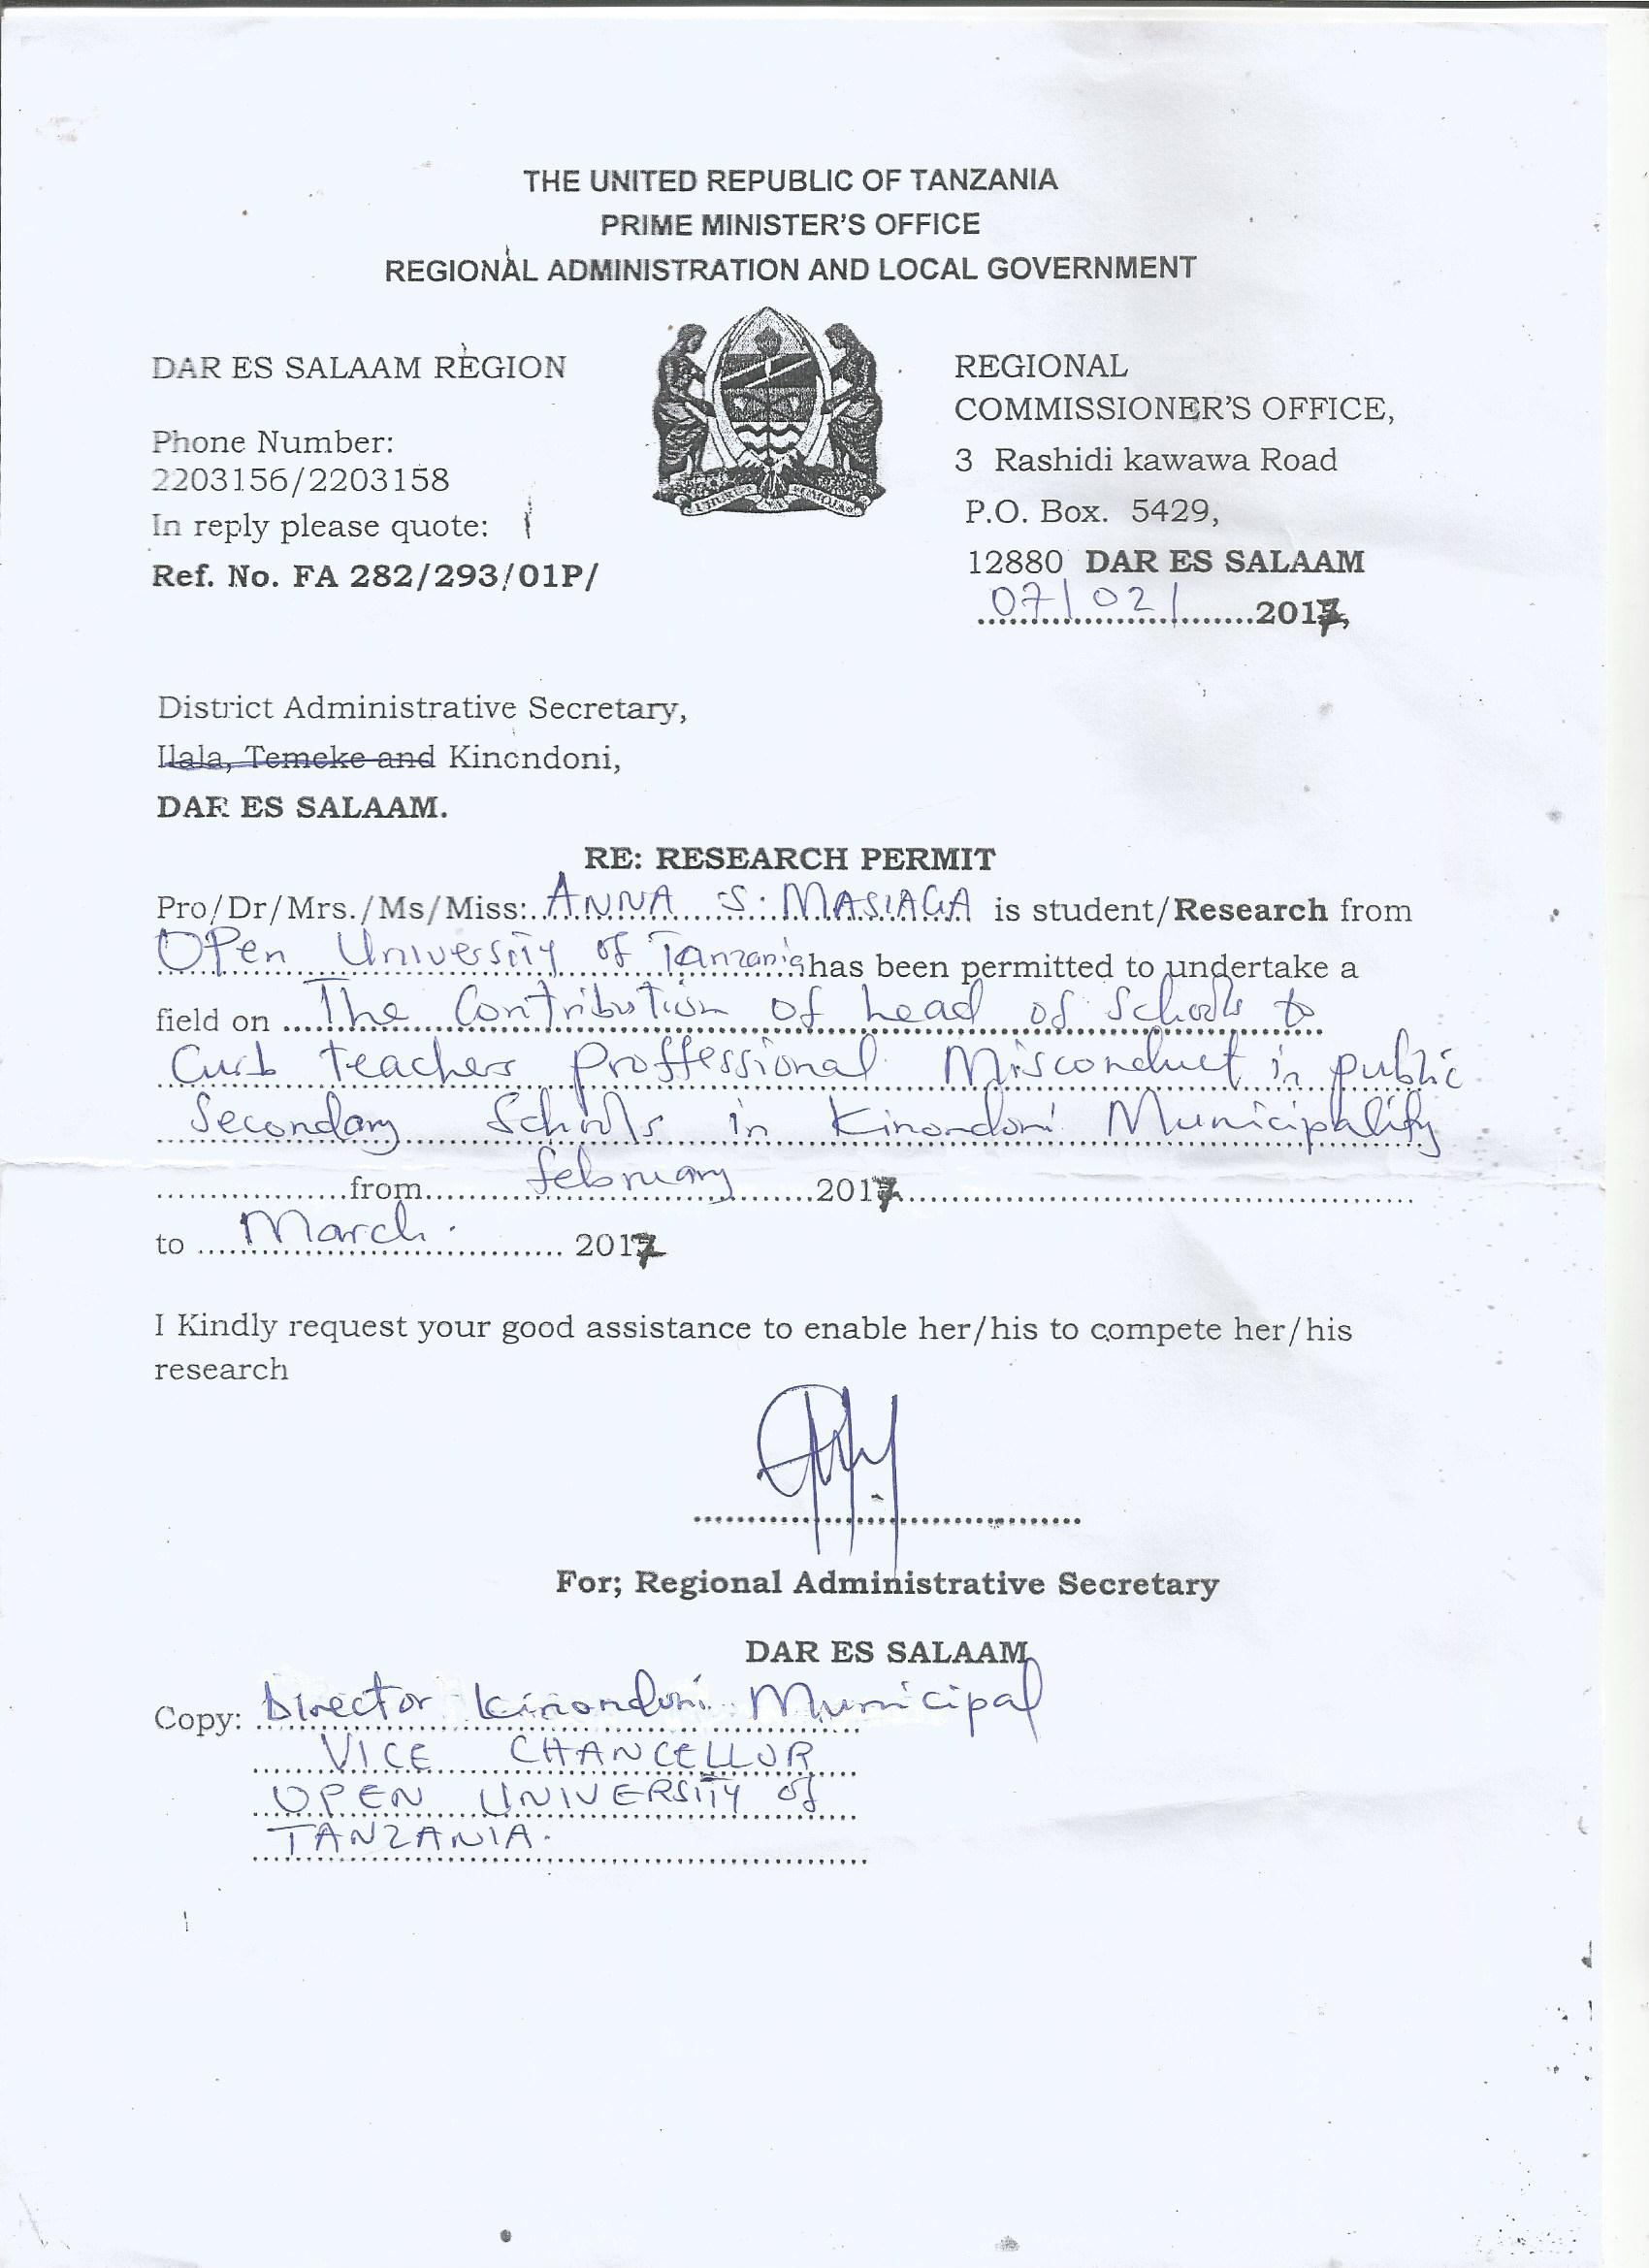 THE UNITED REPUBLIC OF TANZANIA
PRIME MINISTER'S OFFICE
REGIONAL ADMINISTRATION AND LOCAL GOVERNMENT
DAR ES SALAAM REGION
Phone Number:
2203156/2203158
In reply please quote:
Ref. No. FA 282/293/01P/
UHURU UMOJA
REGIONAL
COMMISSIONER'S OFFICE,
3 Rashidi kawawa Road
P.O. Box. 5429,
12880 DAR ES SALAAM
07/02/ 2017,
District Administrative Secretary,
Ilala, Temeke and Kinondoni,
DAR ES SALAAM.
RE: RESEARCH PERMIT
Pro/Dr/Mrs./Ms/Miss: ANNA S. MASIAGA is student/Research from
OPen University of Tanzania has been permitted to undertake a
field on The Contribution of head of Schools to
Curb teachers proffessional Misconduct in public
Secondary Schools in Kinondoni Municipality
from february 2017
to March. 2017
I Kindly request your good assistance to enable her/his to compete her/his
research
For; Regional Administrative Secretary
DAR ES SALAAM
Copy: Director Kinondoni Municipal
VICE CHANCELLOR
OPEN UNIVERSITY of
TANZANIA.